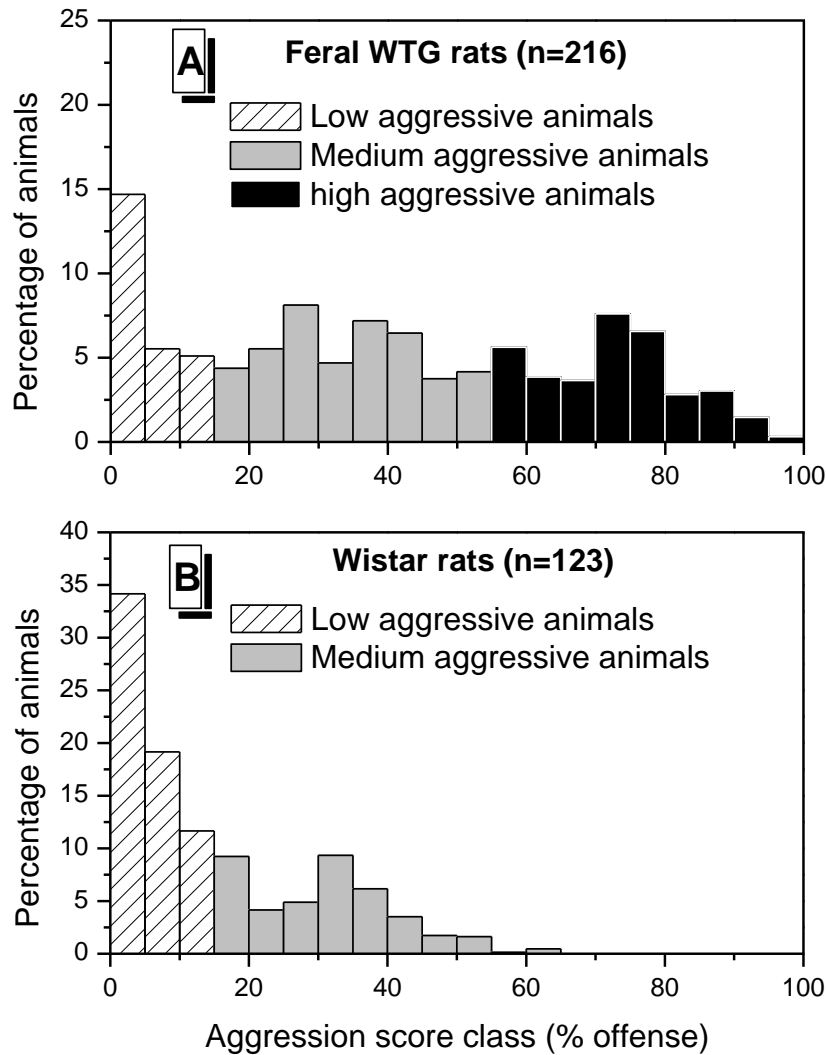 A
Feral WTG rats (n=216)
Low aggressive animals
Medium aggressive animals
high aggressive animals
Percentage of animals
25
20
15
10
5
0
0 20 40 60 80 100
B
Wistar rats (n=123)
Low aggressive animals
Medium aggressive animals
Percentage of animals
40
35
30
25
20
15
10
5
0
0 20 40 60 80 100
Aggression score class (% offense)